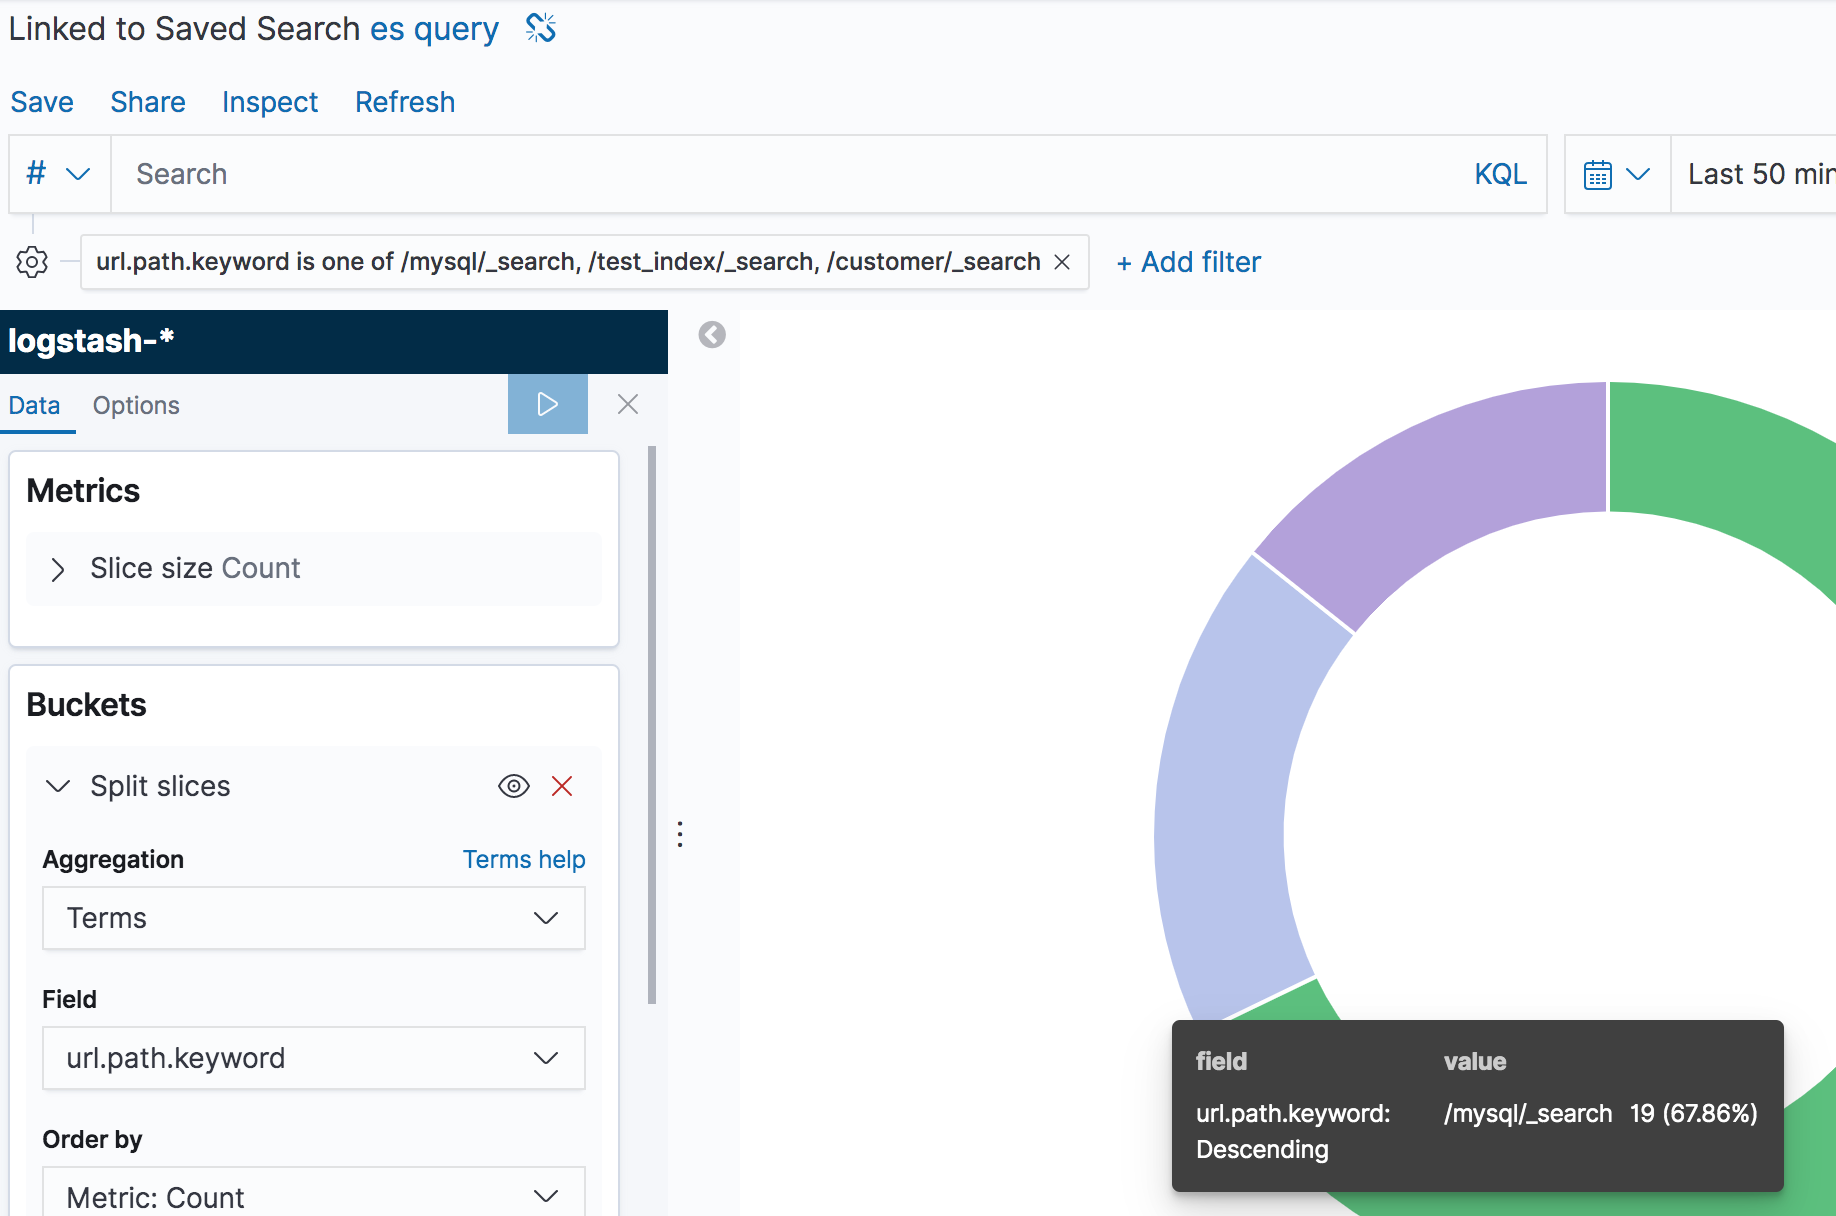 Linked to Saved Search es query
Save Share Inspect Refresh
# Search KQL Last 50 min
url.path.keyword is one of /mysql/_search, /test_index/_search, /customer/_search + Add filter
logstash-*
Data Options
Metrics
Slice size Count
Buckets
Split slices
Aggregation Terms help
Terms
Field
url.path.keyword
Order by
Metric: Count
field value
url.path.keyword: /mysql/_search 19 (67.86%)
Descending